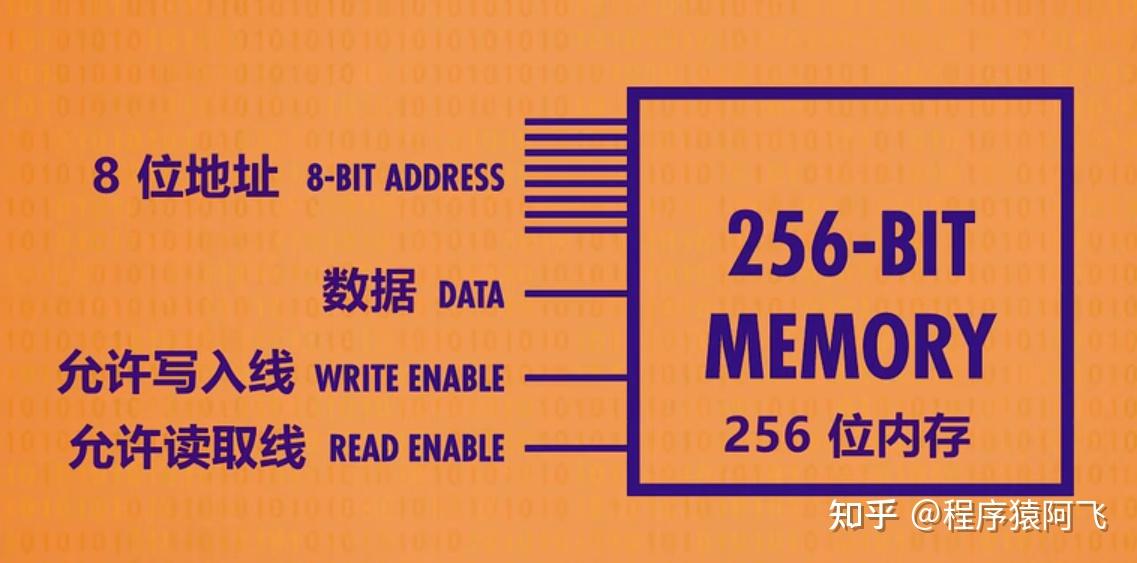 8 位地址 8-BIT ADDRESS
数据 DATA
允许写入线 WRITE ENABLE
允许读取线 READ ENABLE
256-BIT
MEMORY
256 位内存
知乎 @程序猿阿飞